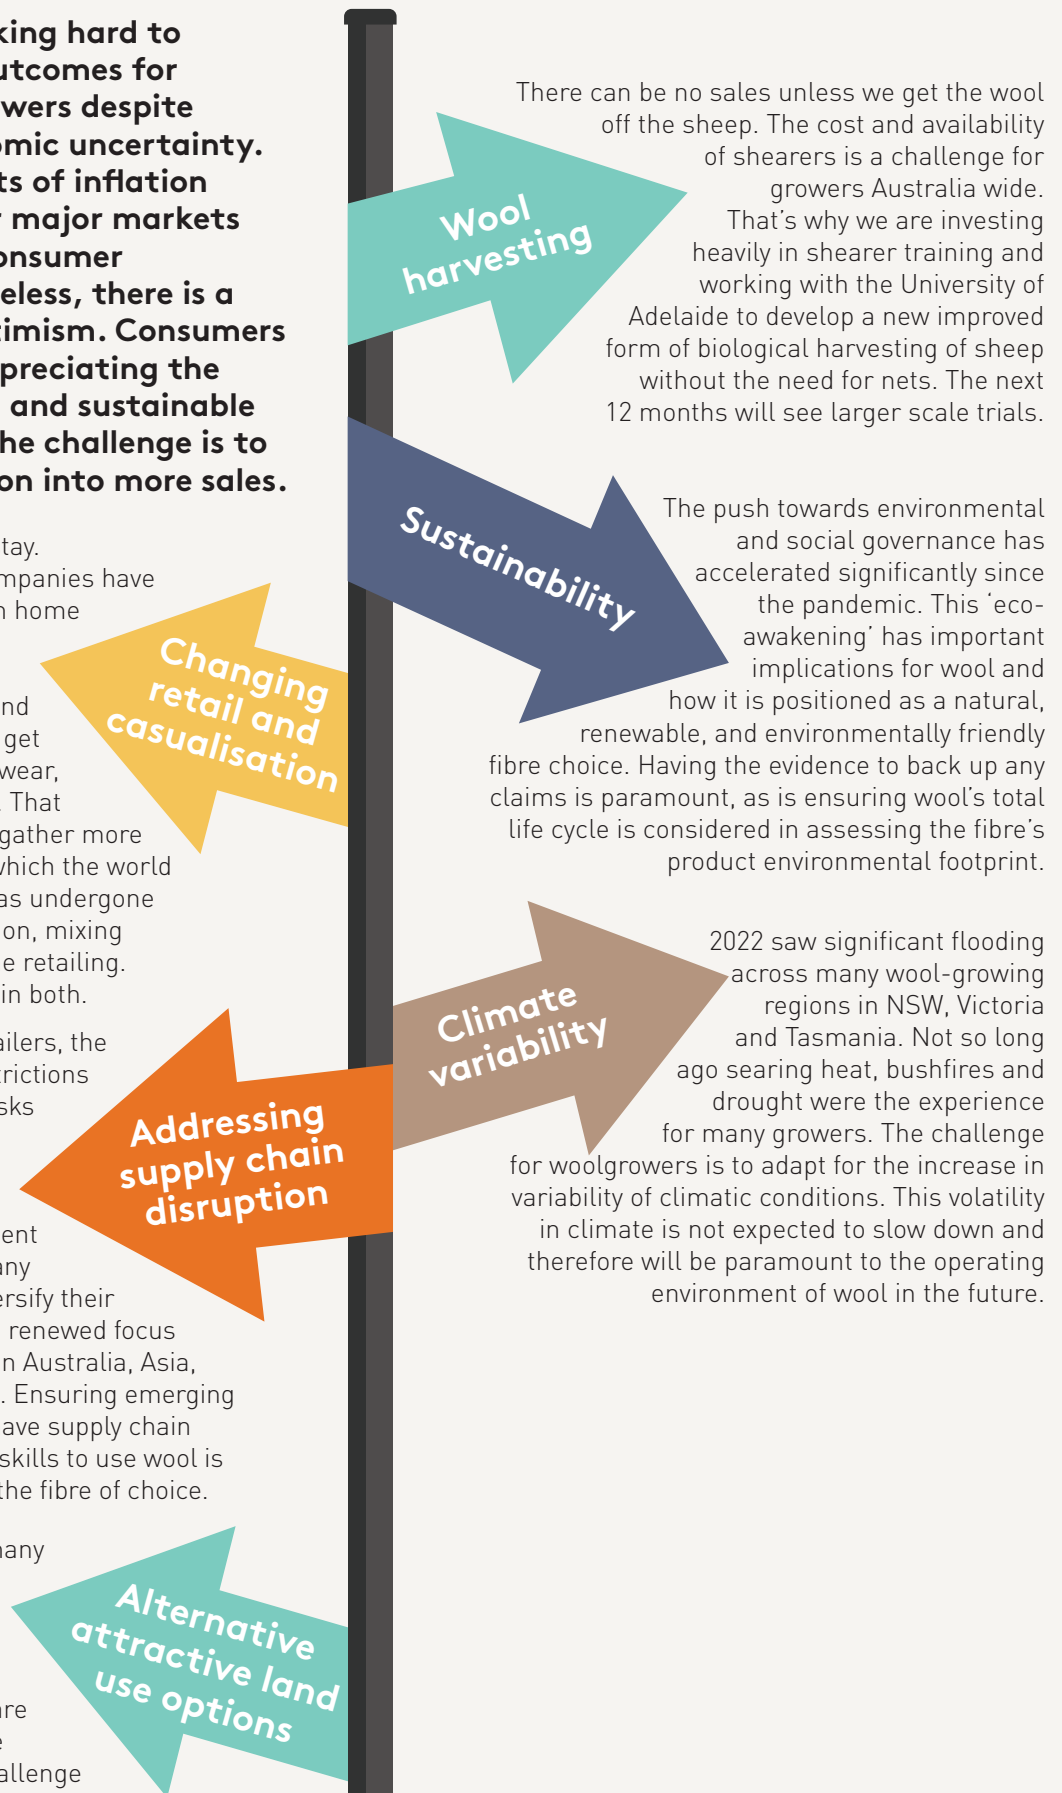 king hard to
utcomes for
wers despite
omic uncertainty.
ts of inflation
r major markets
onsumer
eless, there is a
timism. Consumers
preciating the
and sustainable
he challenge is to
on into more sales.
tay.
ompanies have
n home
Changing
retail and
casualisation
nd
get
wear,
. That
gather more
which the world
as undergone
on, mixing
e retailing.
in both.
ailers, the
trictions
sks
Addressing
supply chain
disruption
ent
any
ersify their
renewed focus
n Australia, Asia,
. Ensuring emerging
ave supply chain
skills to use wool is
the fibre of choice.
many
Alternative
attractive land
use options
are
e
allenge
Wool
harvesting
There can be no sales unless we get the wool
off the sheep. The cost and availability
of shearers is a challenge for
growers Australia wide.
That’s why we are investing
heavily in shearer training and
working with the University of
Adelaide to develop a new improved
form of biological harvesting of sheep
without the need for nets. The next
12 months will see larger scale trials.
Sustainability
The push towards environmental
and social governance has
accelerated significantly since
the pandemic. This ‘eco-
awakening’ has important
implications for wool and
how it is positioned as a natural,
renewable, and environmentally friendly
fibre choice. Having the evidence to back up any
claims is paramount, as is ensuring wool’s total
life cycle is considered in assessing the fibre’s
product environmental footprint.
Climate
variability
2022 saw significant flooding
across many wool-growing
regions in NSW, Victoria
and Tasmania. Not so long
ago searing heat, bushfires and
drought were the experience
for many growers. The challenge
for woolgrowers is to adapt for the increase in
variability of climatic conditions. This volatility
in climate is not expected to slow down and
therefore will be paramount to the operating
environment of wool in the future.